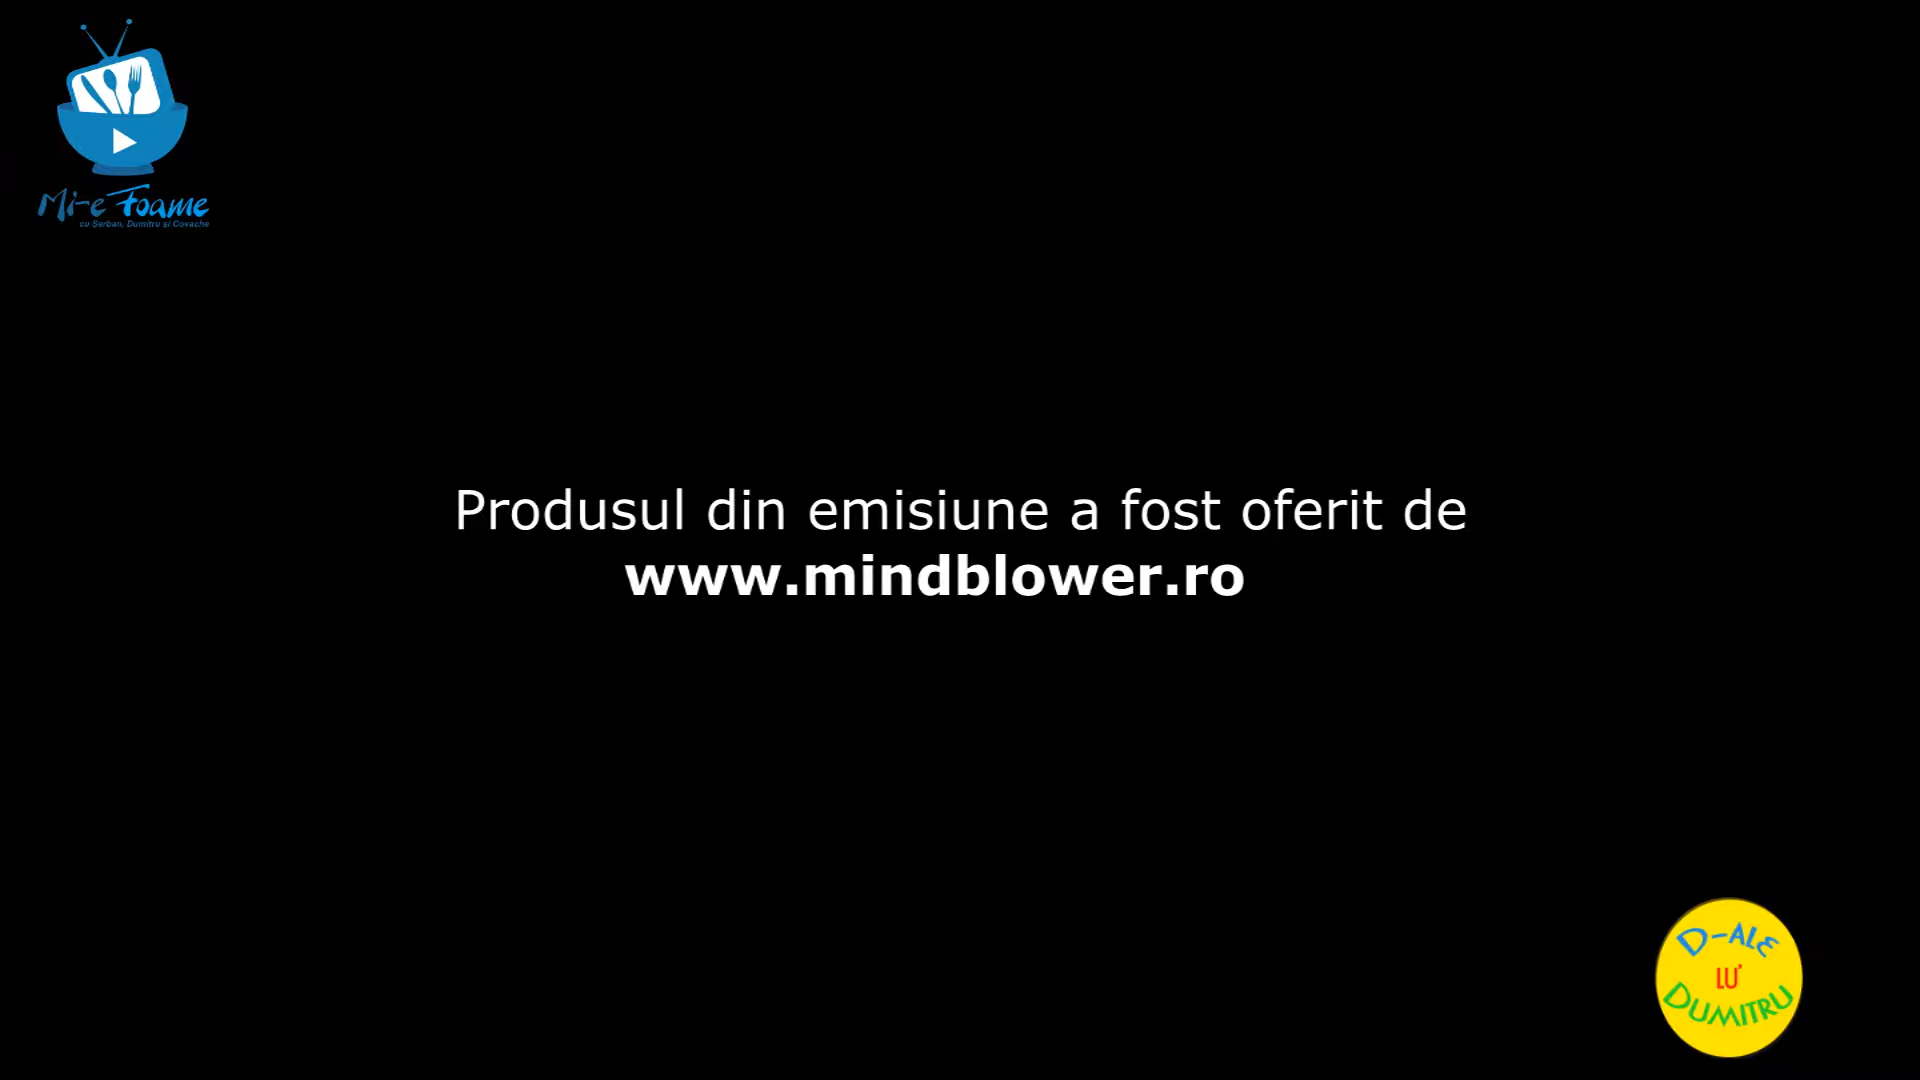 Mi-e Foame
cu Șerban, Dumitru și Covache
Produsul din emisiune a fost oferit de
www.mindblower.ro
D-ALE
LU'
DUMITRU